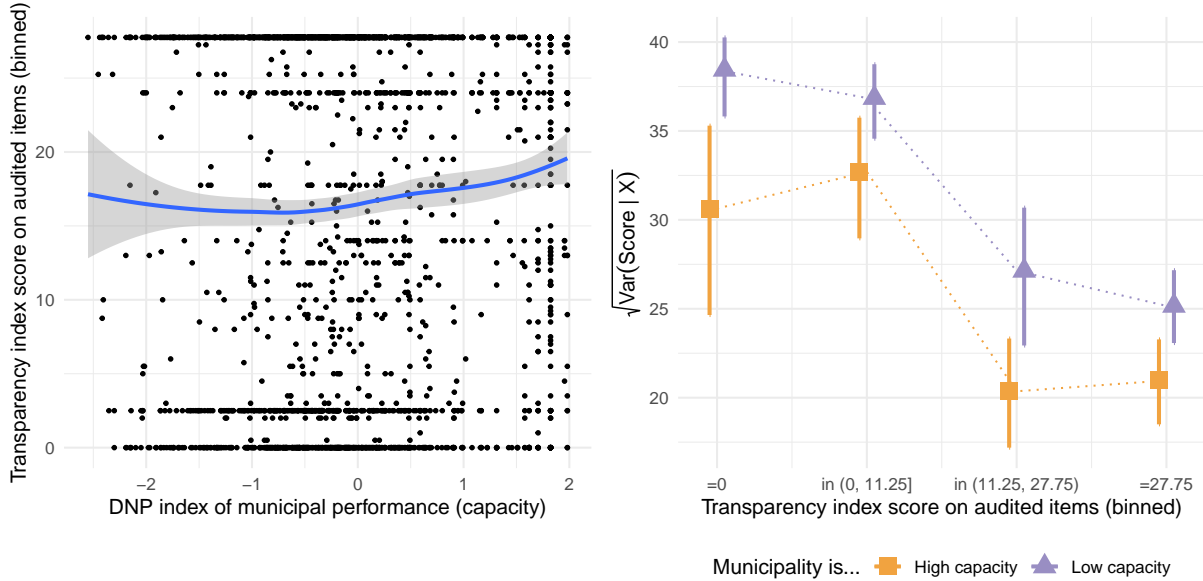 Transparency index score on audited items (binned)
20
10
0
−2
−1
0
1
2
DNP index of municipal performance (capacity)
√Var(Score | X)
40
35
30
25
20
=0
in (0, 11.25]
in (11.25, 27.75)
=27.75
Transparency index score on audited items (binned)
Municipality is... High capacity Low capacity